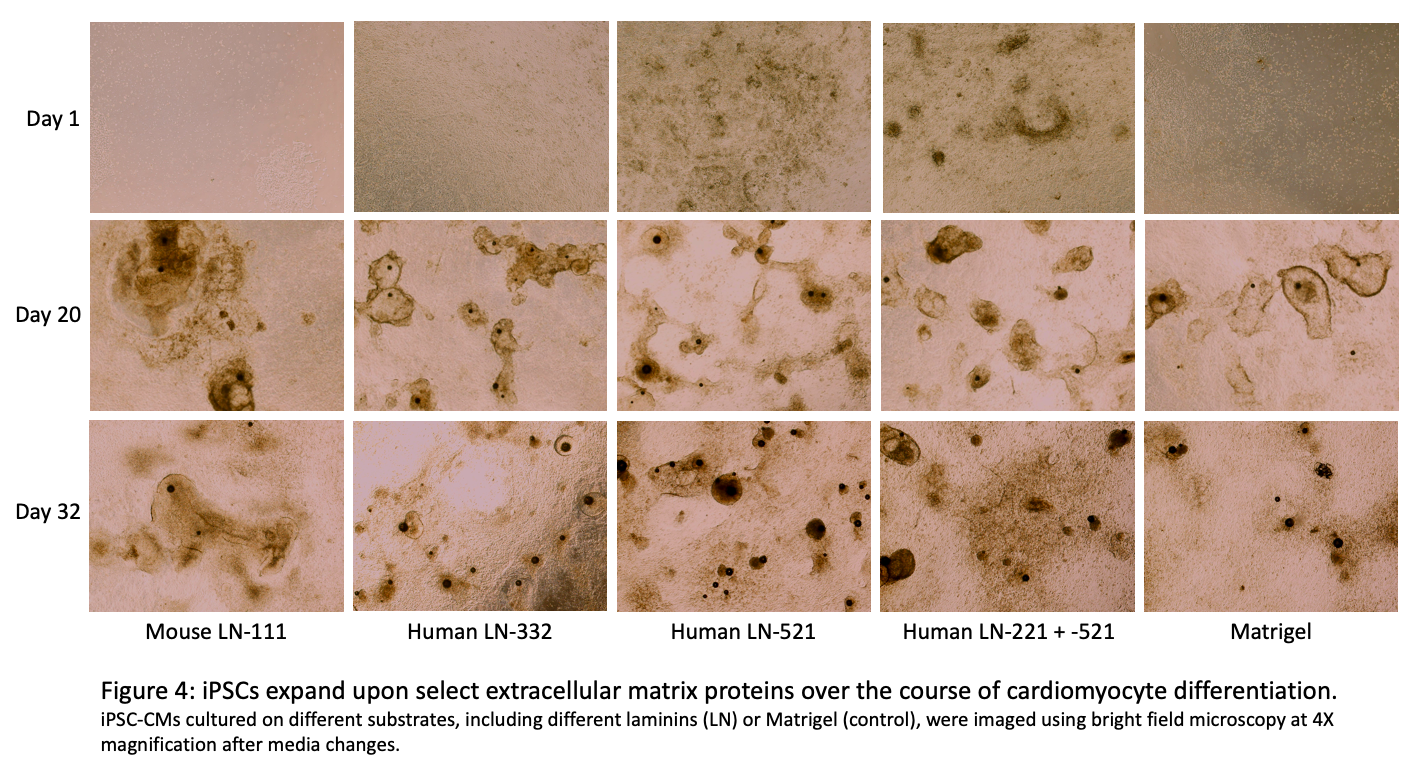 Day 1
Day 20
Day 32
Mouse LN-111
Human LN-332
Human LN-521
Human LN-221 + -521
Matrigel
Figure 4: iPSCs expand upon select extracellular matrix proteins over the course of cardiomyocyte differentiation.
iPSC-CMs cultured on different substrates, including different laminins (LN) or Matrigel (control), were imaged using bright field microscopy at 4X
magnification after media changes.